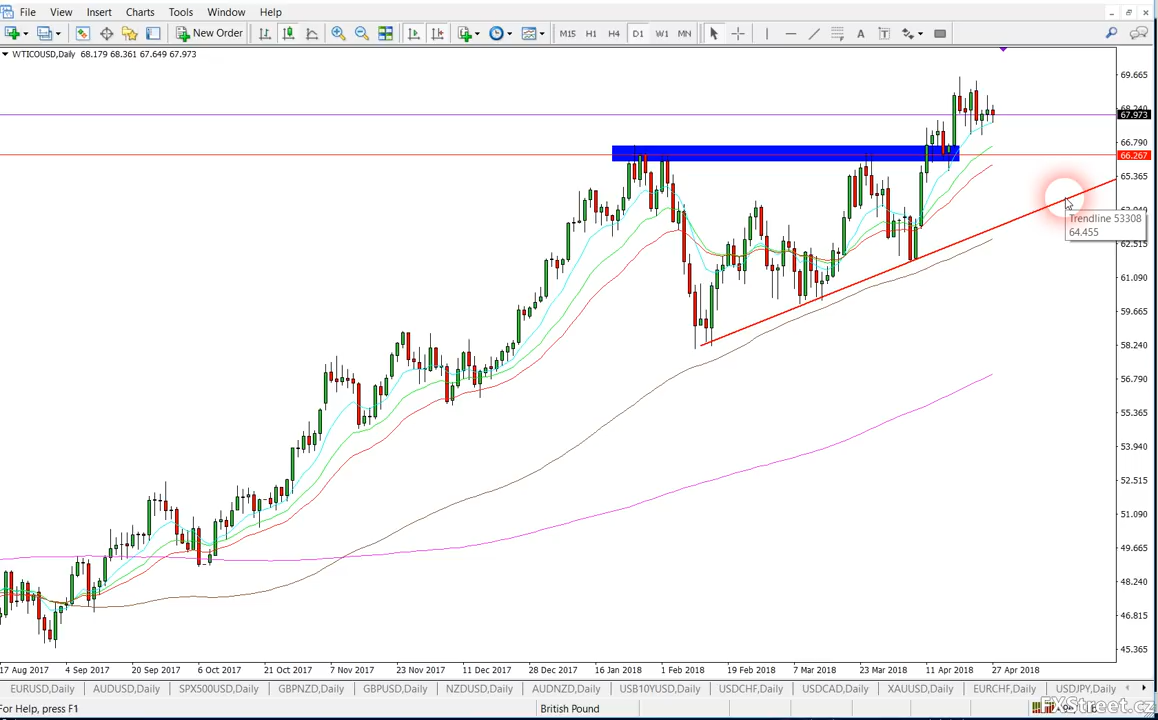 File View Insert Charts Tools Window Help
New Order M15 H1 H4 D1 W1 MN A T
WTICOUSD,Daily 68.179 68.361 67.649 67.973
69.665
68.240
67.973
66.790
66.267
65.365
Trendline 53308
64.455
62.515
61.090
59.665
58.240
56.790
55.365
53.940
52.515
51.090
49.665
48.240
46.815
45.365
17 Aug 2017 4 Sep 2017 20 Sep 2017 6 Oct 2017 21 Oct 2017 7 Nov 2017 23 Nov 2017 11 Dec 2017 28 Dec 2017 16 Jan 2018 1 Feb 2018 19 Feb 2018 7 Mar 2018 23 Mar 2018 11 Apr 2018 27 Apr 2018
EURUSD,Daily AUDUSD,Daily SPX500USD,Daily GBPNZD,Daily GBPUSD,Daily NZDUSD,Daily AUDNZD,Daily USB10YUSD,Daily USDCHF,Daily USDCAD,Daily XAUUSD,Daily EURCHF,Daily USDJPY,Daily
For Help, press F1 British Pound
FXStreet.cz